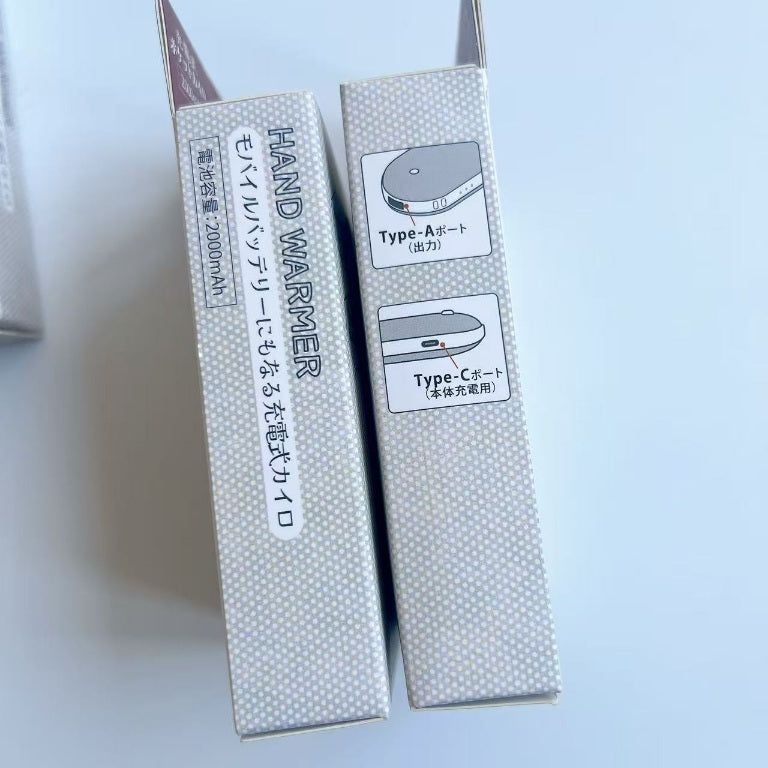 HAND WARMER
モバイルバッテリーにもなる充電式カイロ
電池容量:2000mAh
Type-Aポート
(出力)
Type-Cポート
(本体充電用)